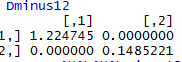 Dminus12
[,1] [,2]
1,] 1.224745 0.0000000
2,] 0.000000 0.1485221